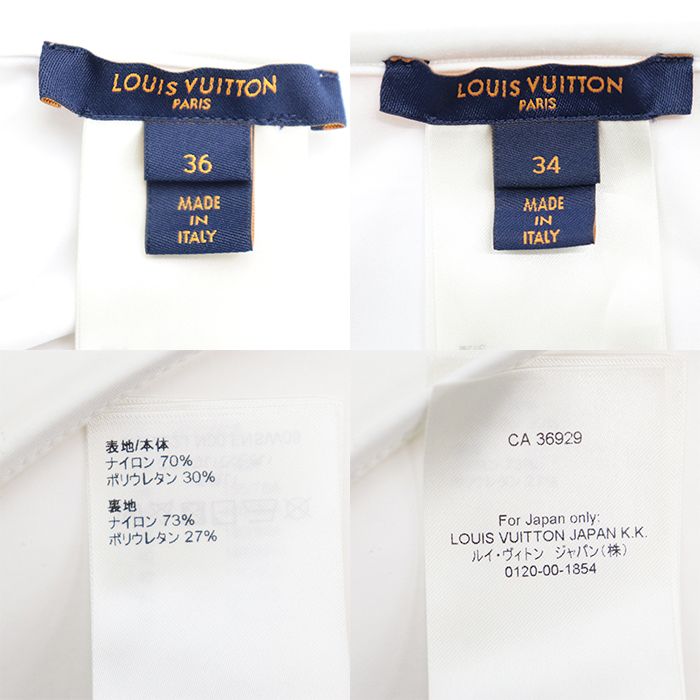 LOUIS VUITTON
PARIS
36
MADE
IN
ITALY
LOUIS VUITTON
PARIS
34
MADE
IN
ITALY
表地/本体
ナイロン 70%
ポリウレタン 30%
裏地
ナイロン 73%
ポリウレタン 27%
CA 36929
For Japan only:
LOUIS VUITTON JAPAN K.K.
ルイ・ヴィトン ジャパン(株)
0120-00-1854